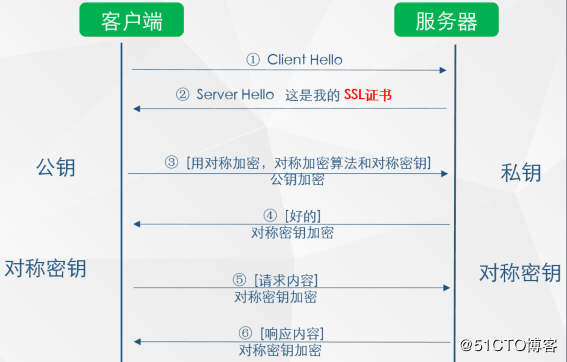 客户端 服务器
① Client Hello
② Server Hello 这是我的 SSL证书
③ [用对称加密，对称加密算法和对称密钥]
公钥加密
公钥
私钥
④ [好的]
对称密钥加密
对称密钥
对称密钥
⑤ [请求内容]
对称密钥加密
⑥ [响应内容]
对称密钥加密
@51CTO博客